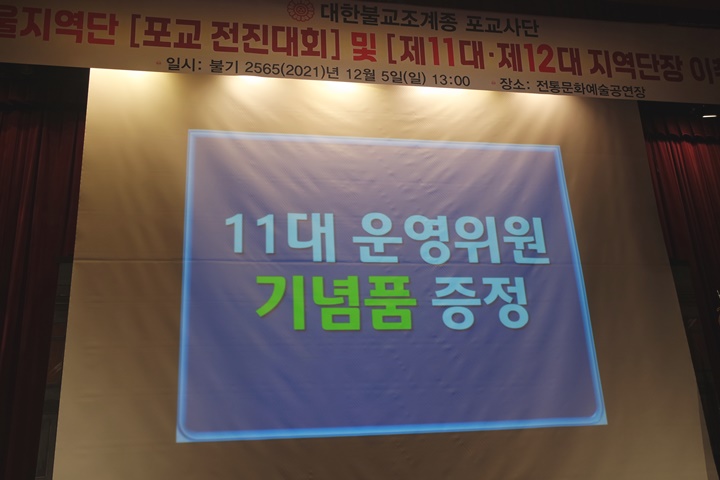 대한불교조계종 포교사단
울지역단 [포교 전진대회] 및 [제11대·제12대 지역단장 이
일시: 불기 2565(2021)년 12월 5일(일) 13:00 장소: 전통문화예술공연장
11대 운영위원
기념품 증정